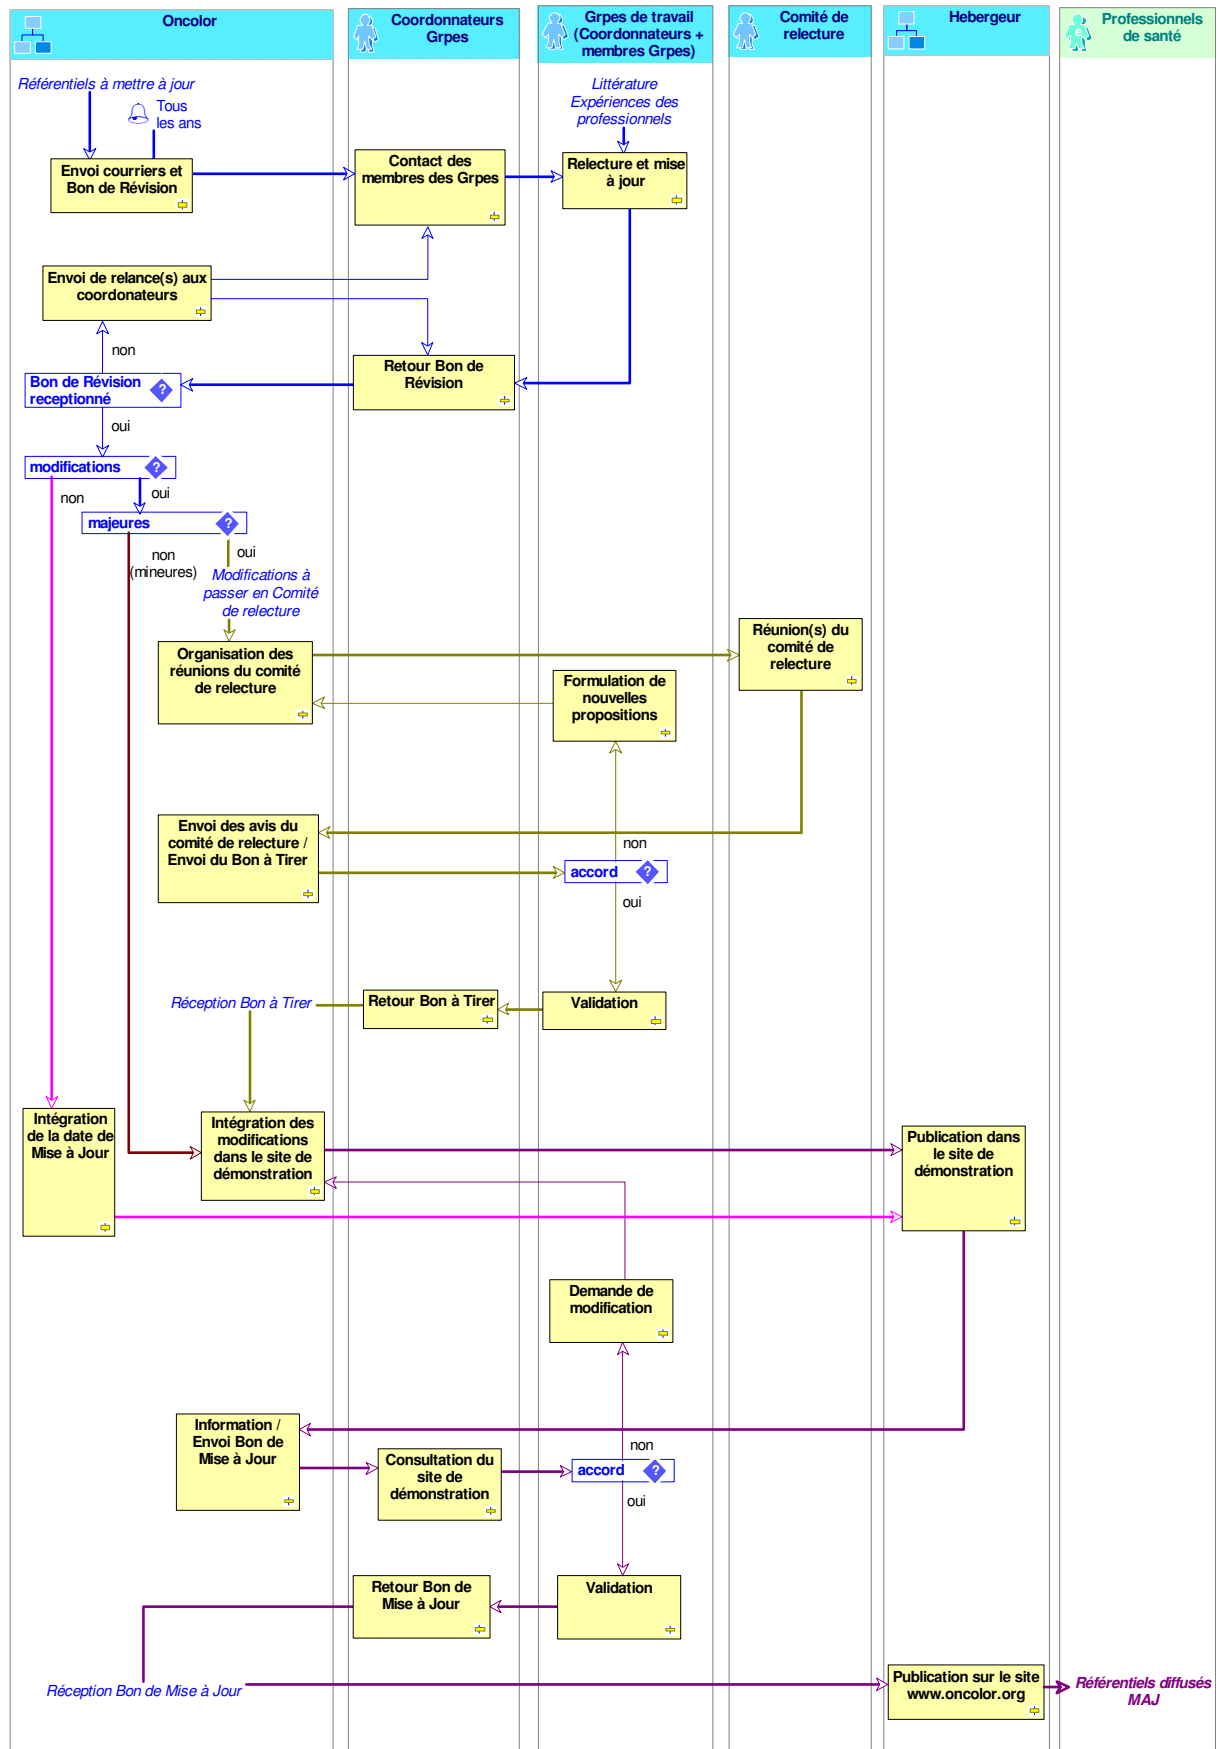 Oncolor
Coordonnateurs
Grpes
Grpes de travail
(Coordonnateurs +
membres Grpes)
Comité de
relecture
Hebergeur
Professionnels
de santé
Référentiels à mettre à jour
Tous
les ans
Littérature
Expériences des
professionnels
Envoi courriers et
Bon de Révision
Contact des
membres des Grpes
Relecture et mise
à jour
Envoi de relance(s) aux
coordonateurs
non
Retour Bon de
Révision
Bon de Révision
receptionné
?
oui
modifications
?
non
oui
majeures
?
non
(mineures)
oui
Modifications à
passer en Comité
de relecture
Organisation des
réunions du comité
de relecture
Réunion(s) du
comité de
relecture
Formulation de
nouvelles
propositions
Envoi des avis du
comité de relecture /
Envoi du Bon à Tirer
non
accord
?
oui
Réception Bon à Tirer
Retour Bon à Tirer
Validation
Intégration
de la date de
Mise à Jour
Intégration des
modifications
dans le site de
démonstration
Publication dans
le site de
démonstration
Demande de
modification
Information /
Envoi Bon de
Mise à Jour
Consultation du
site de
démonstration
non
accord
?
oui
Retour Bon de
Mise à Jour
Validation
Réception Bon de Mise à Jour
Publication sur le site
www.oncolor.org
Référentiels diffusés
MAJ